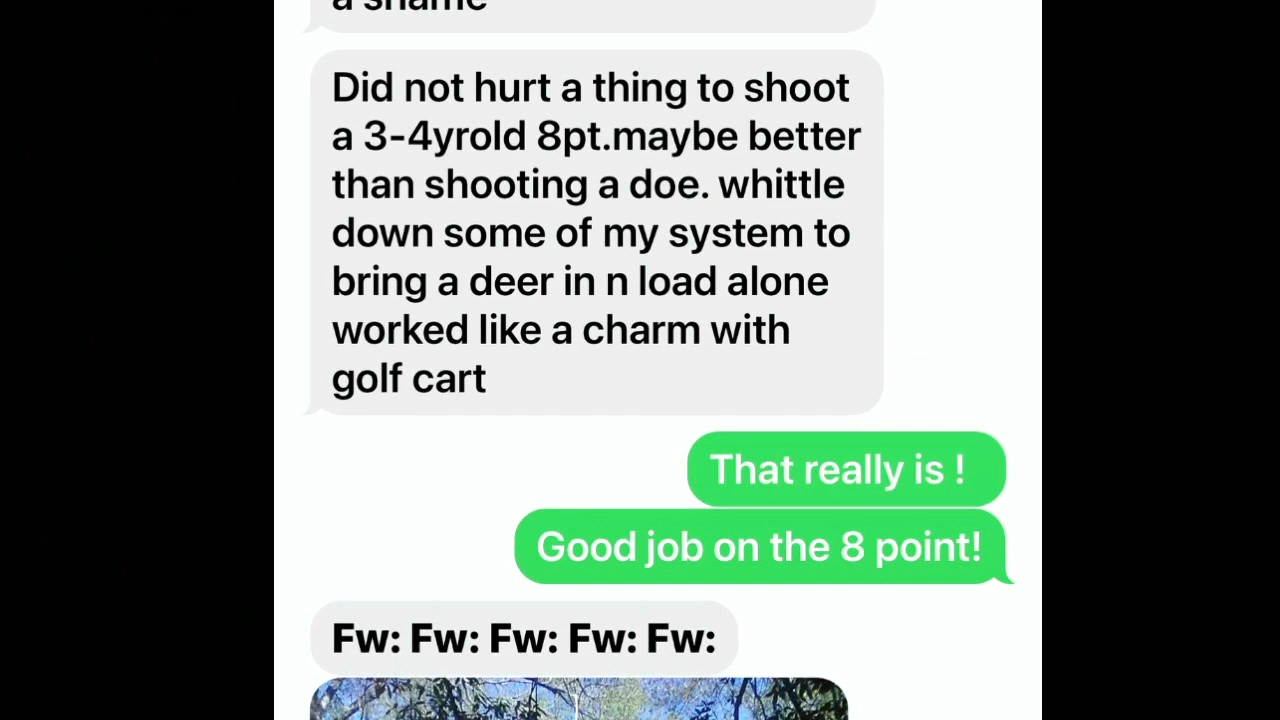 a shame
Did not hurt a thing to shoot
a 3-4yrold 8pt.maybe better
than shooting a doe. whittle
down some of my system to
bring a deer in n load alone
worked like a charm with
golf cart
That really is !
Good job on the 8 point!
Fw: Fw: Fw: Fw: Fw: